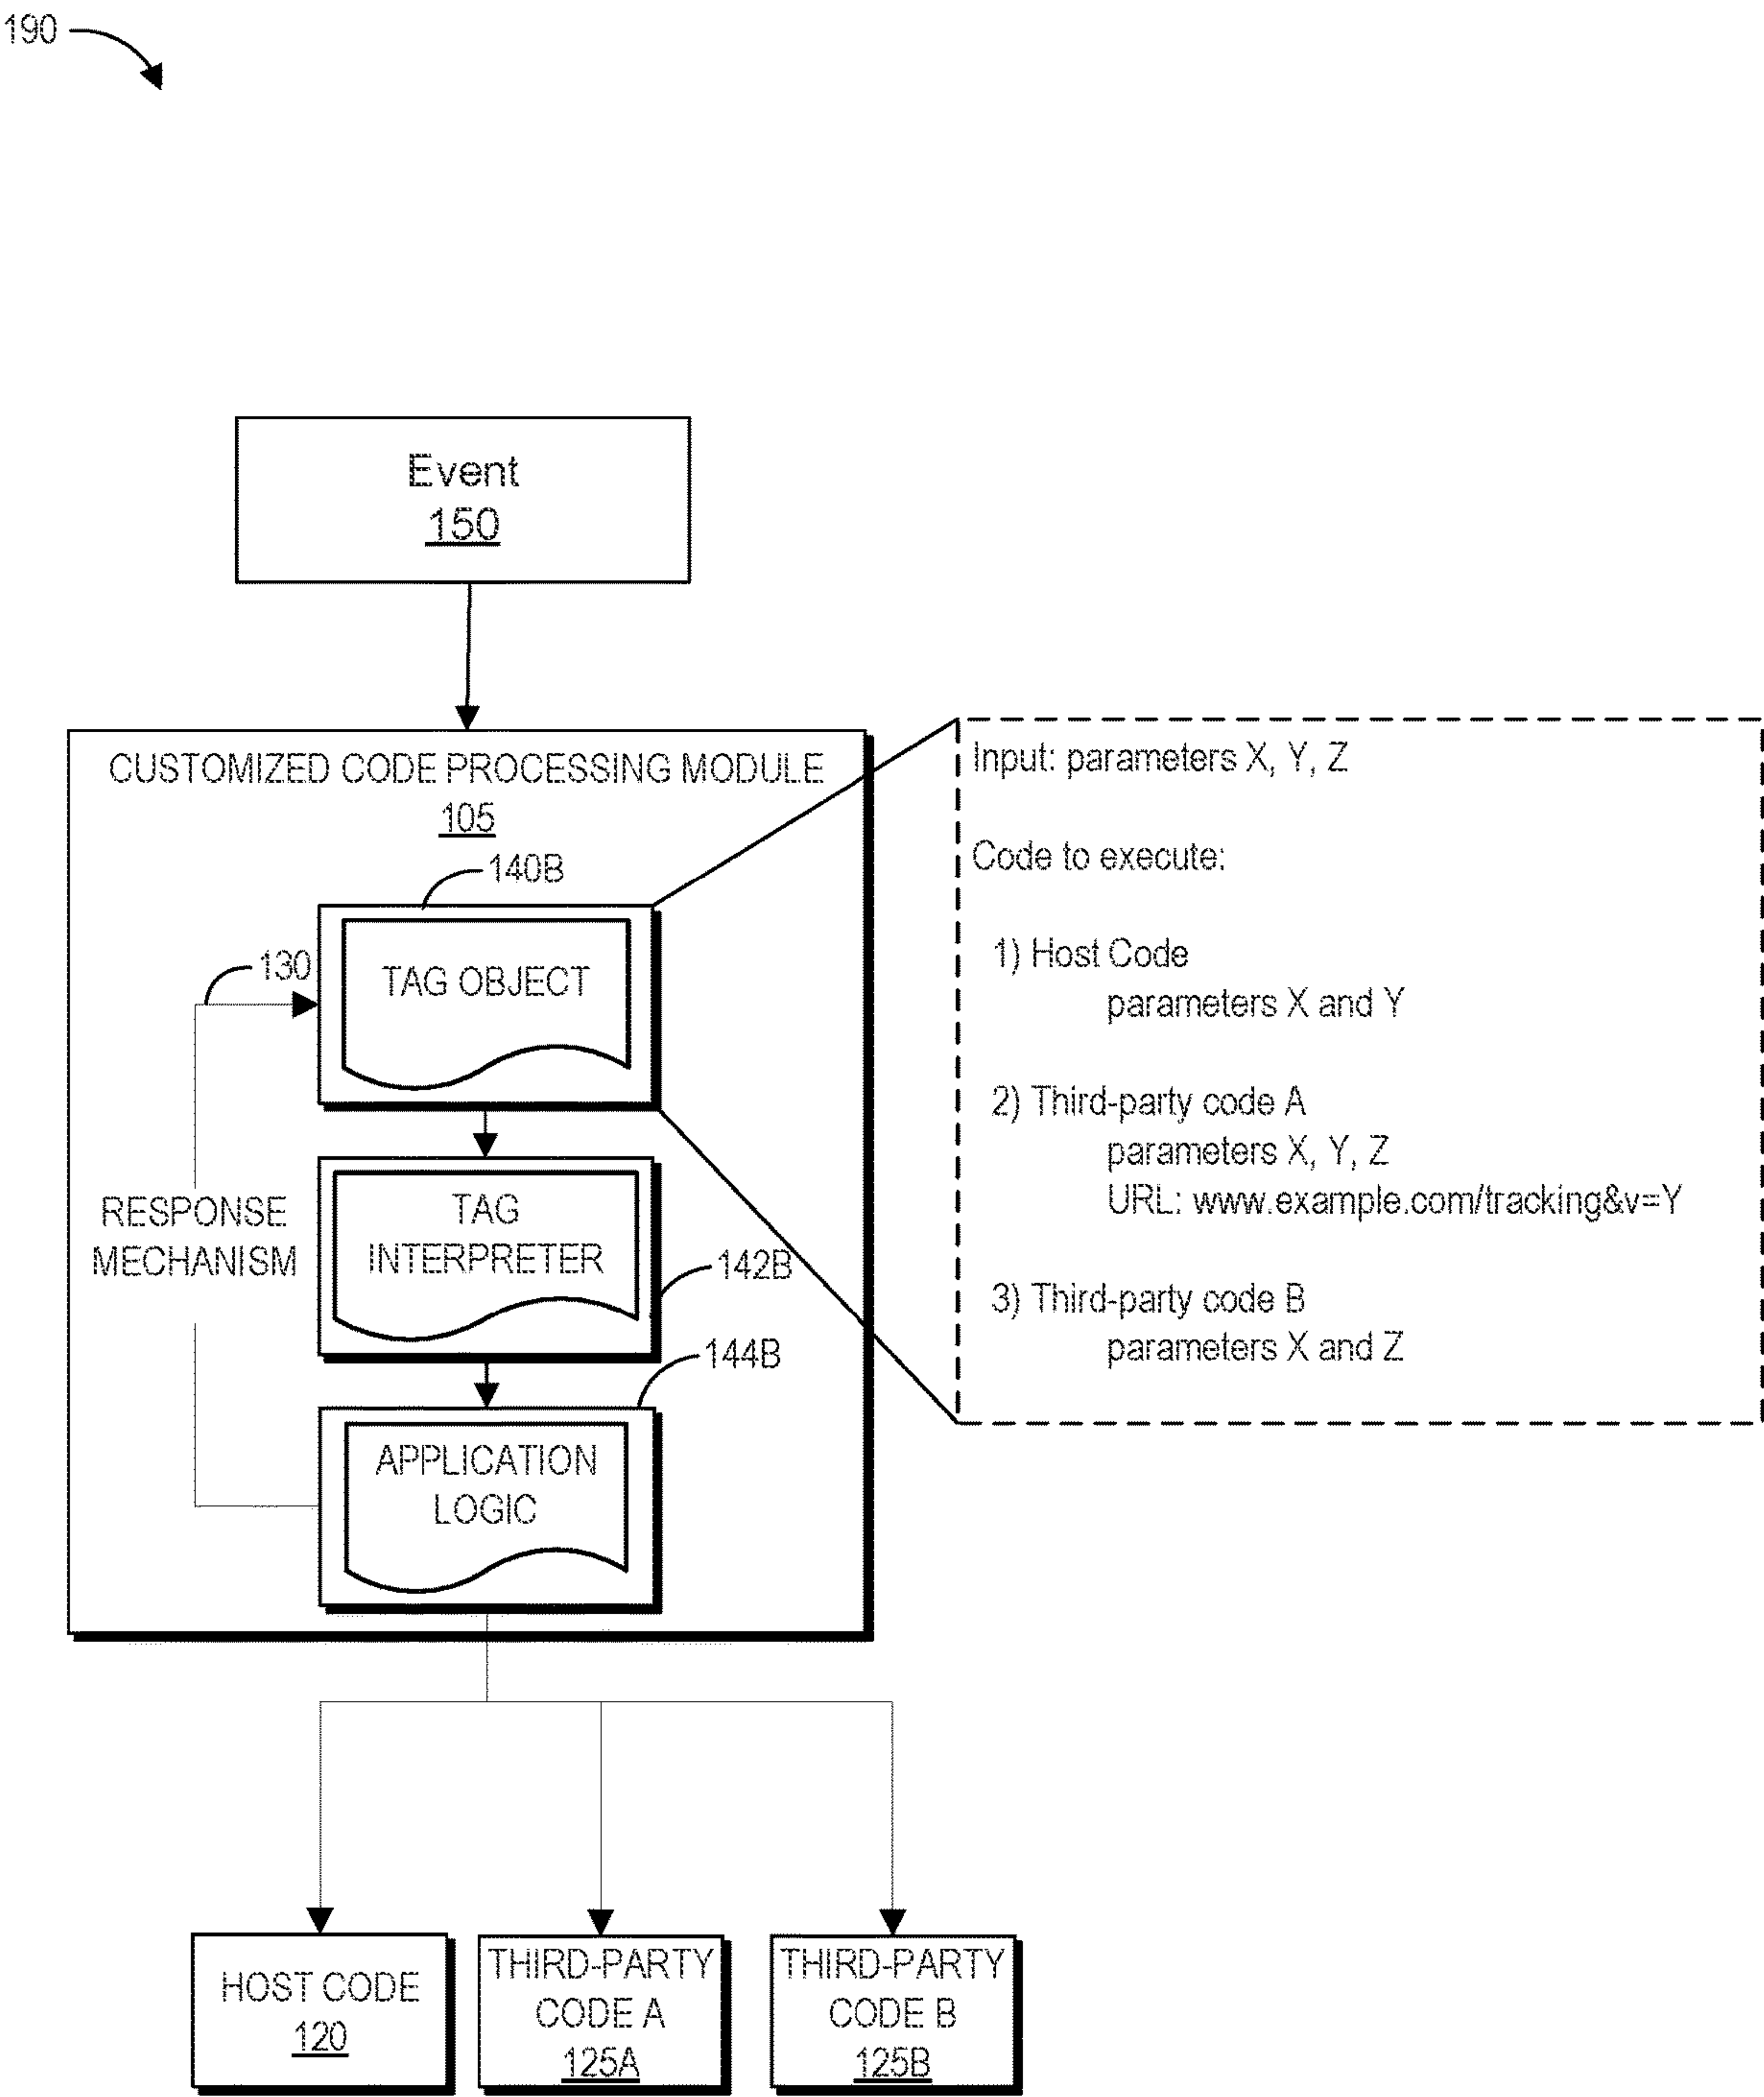 190
Event
150
CUSTOMIZED CODE PROCESSING MODULE
105
140B
TAG OBJECT
130
TAG
INTERPRETER
142B
RESPONSE
MECHANISM
144B
APPLICATION
LOGIC
Input: parameters X, Y, Z
Code to execute:
1) Host Code
parameters X and Y
2) Third-party code A
parameters X, Y, Z
URL: www.example.com/tracking&v=Y
3) Third-party code B
parameters X and Z
HOST CODE
120
THIRD-PARTY
CODE A
125A
THIRD-PARTY
CODE B
125B